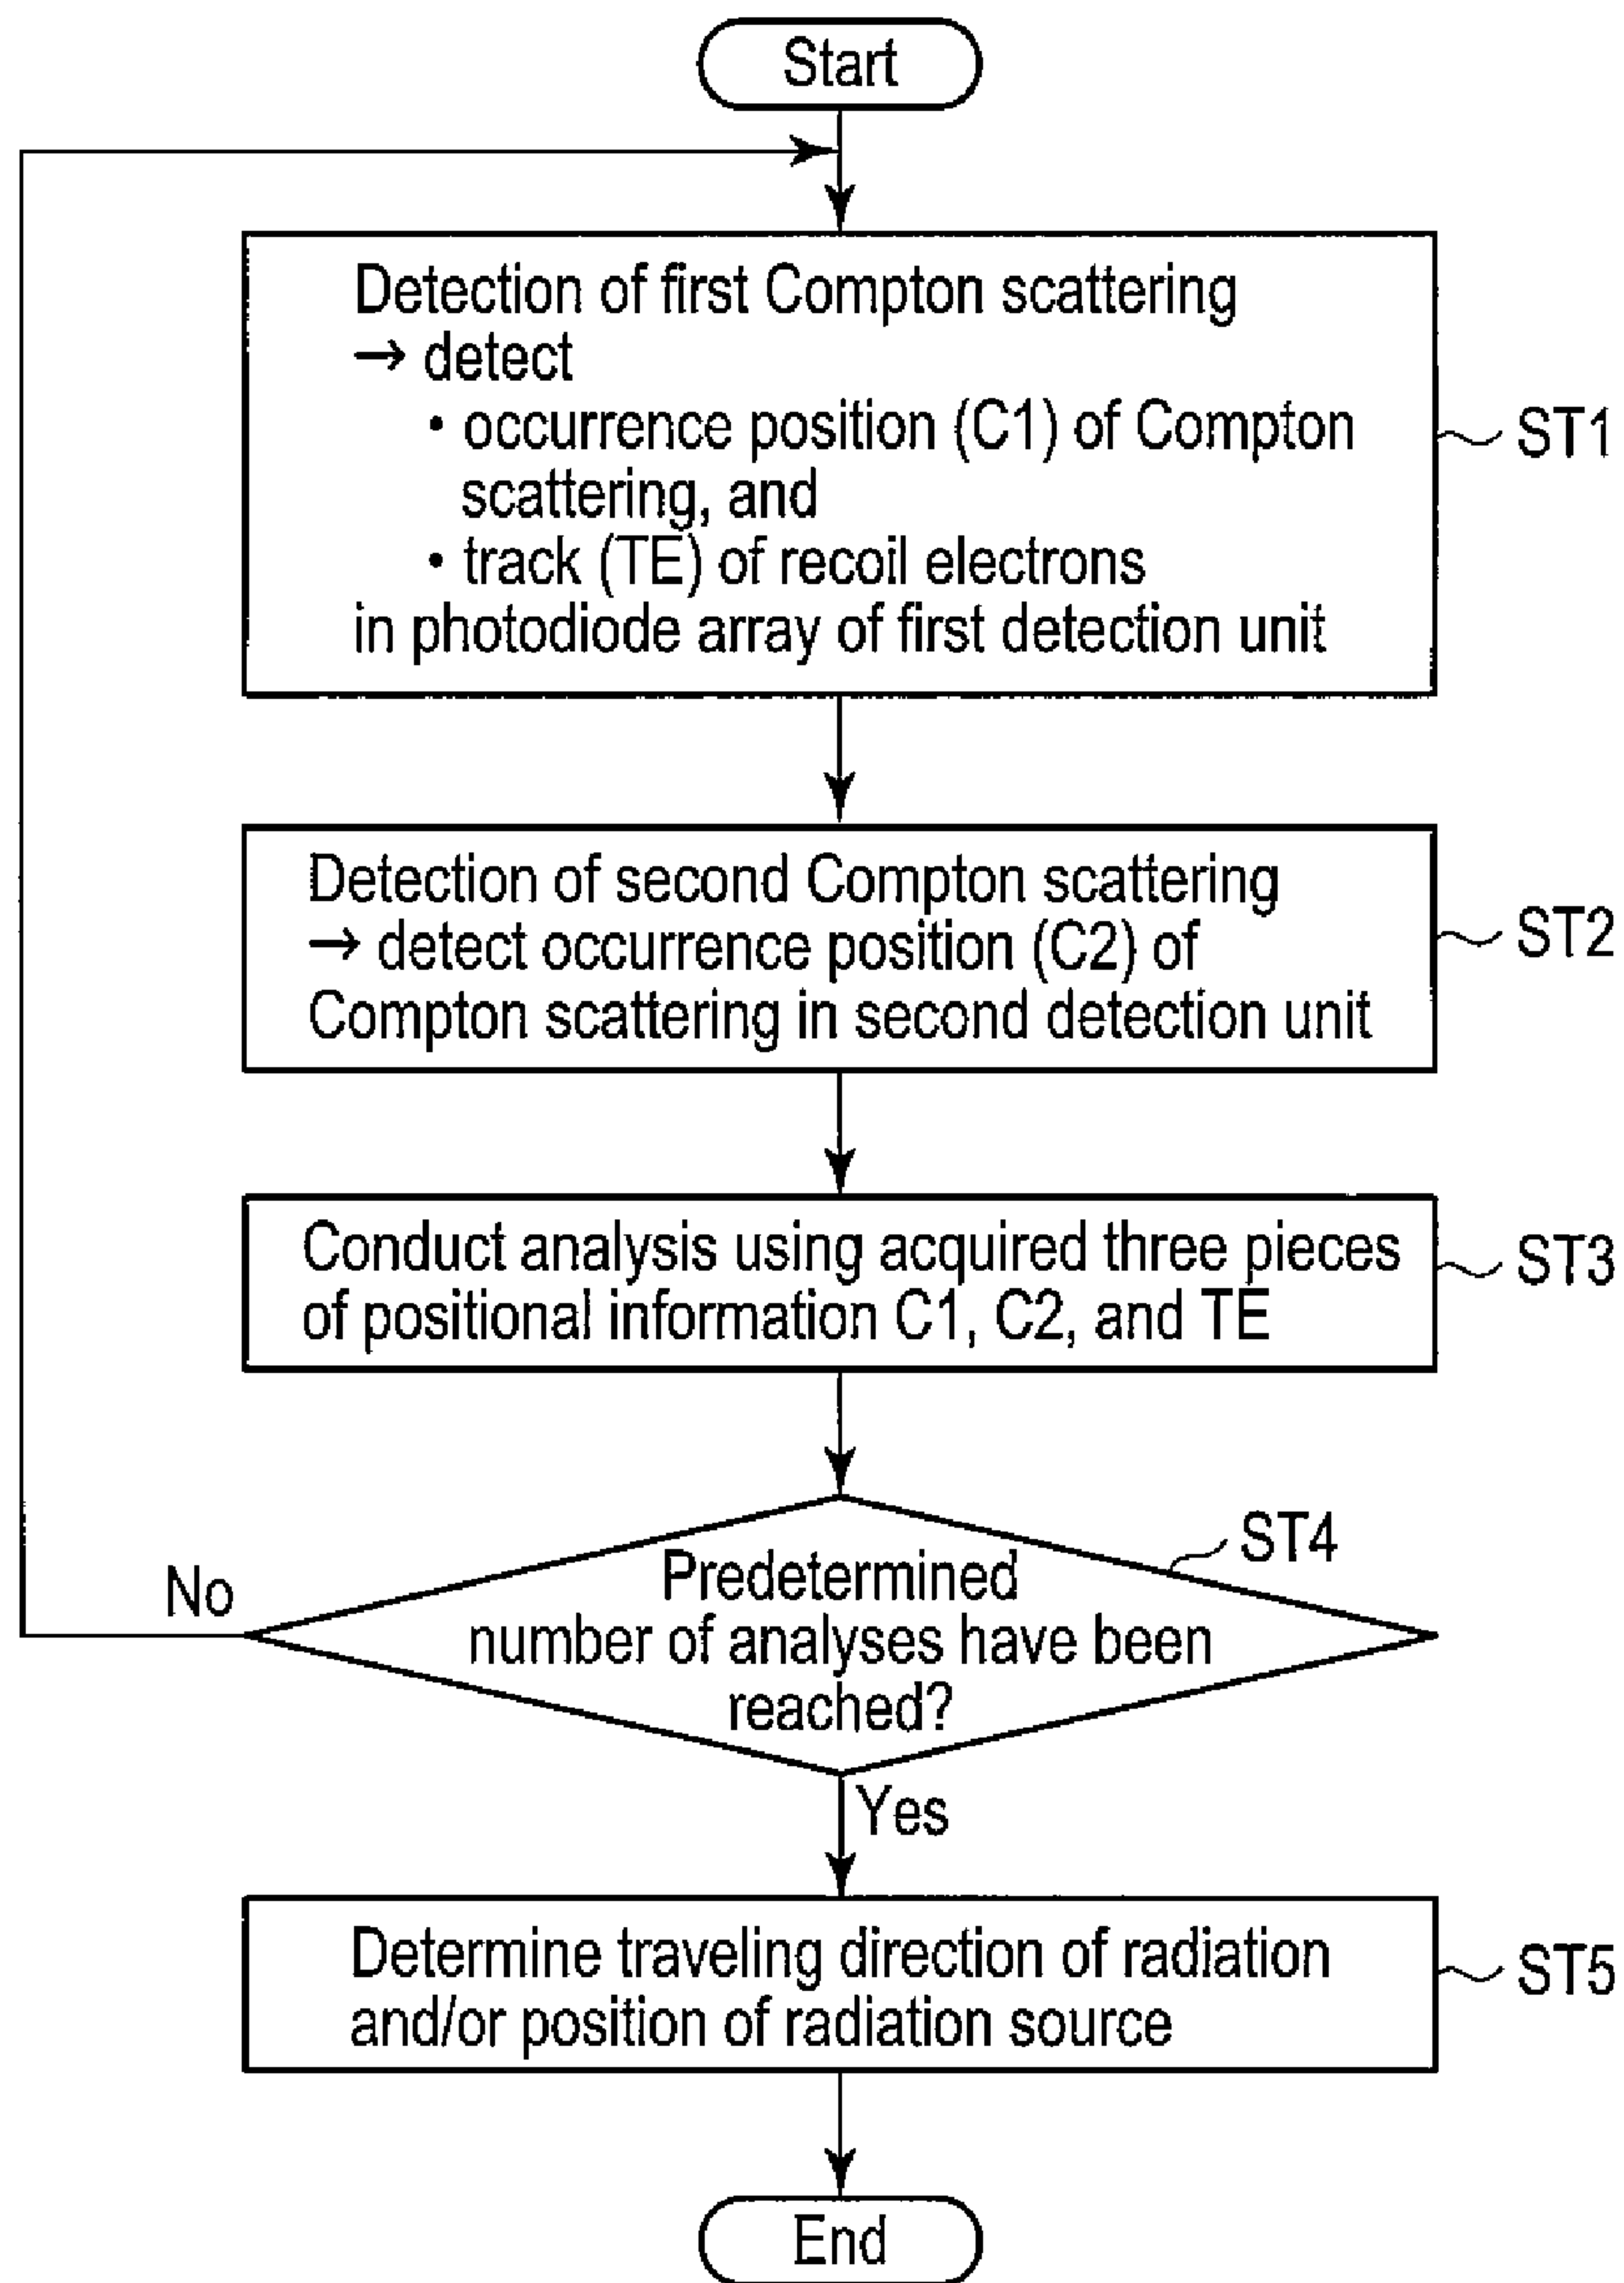 Start
Detection of first Compton scattering
→ detect
• occurrence position (C1) of Compton
scattering, and
• track (TE) of recoil electrons
in photodiode array of first detection unit
ST1
Detection of second Compton scattering
→ detect occurrence position (C2) of
Compton scattering in second detection unit
ST2
Conduct analysis using acquired three pieces
of positional information C1, C2, and TE
ST3
ST4
Predetermined
number of analyses have been
reached?
No
Yes
Determine traveling direction of radiation
and/or position of radiation source
ST5
End